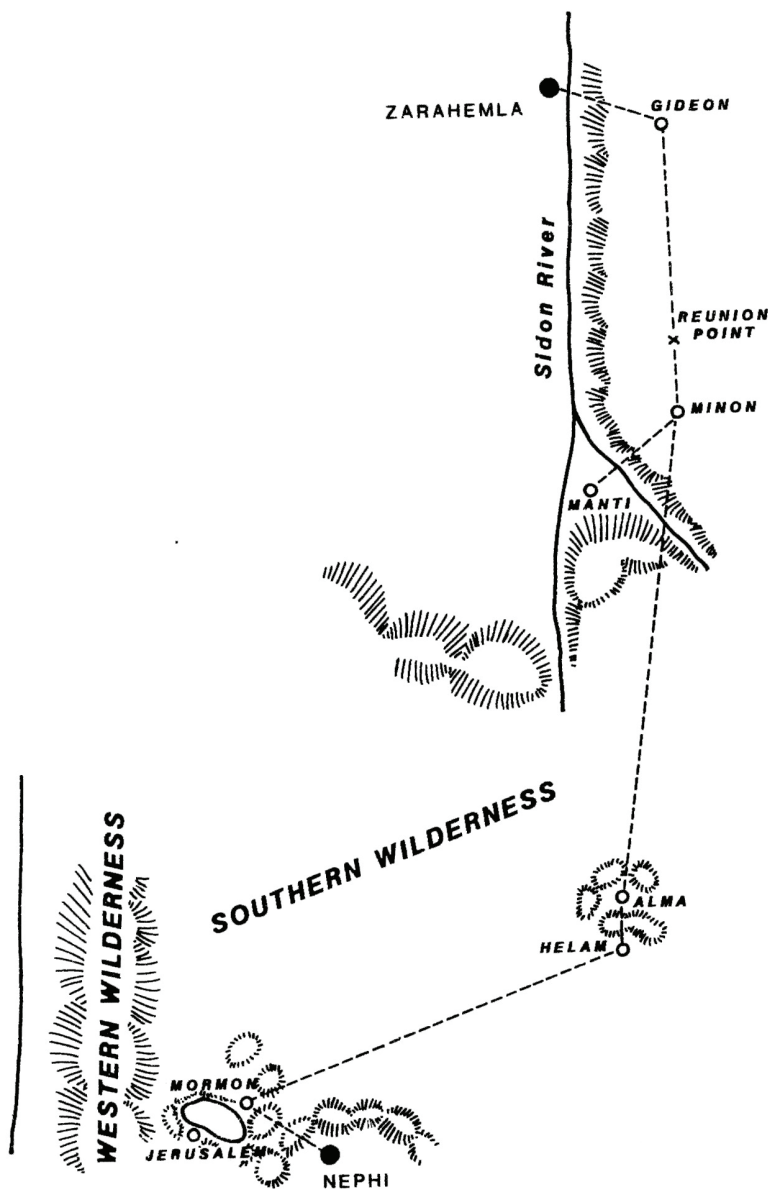 ZARAHEMLA
GIDEON
Sidon River
REUNION
POINT
MINON
MANTI
SOUTHERN WILDERNESS
WESTERN WILDERNESS
ALMA
HELAM
MORMON
JERUSALEM
NEPHI